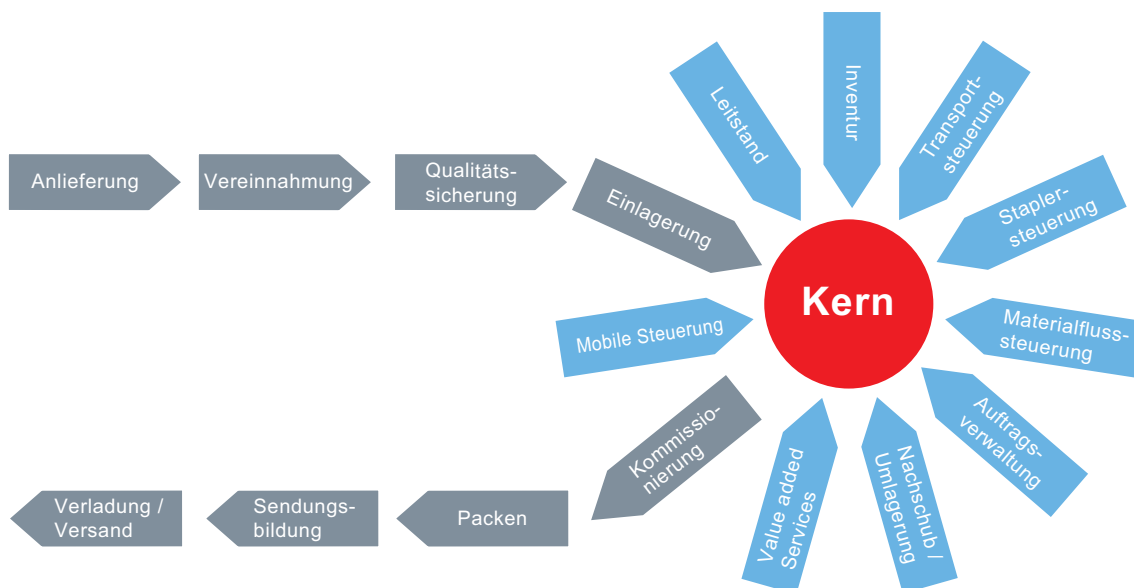 Anlieferung
Vereinnahmung
Qualitäts-
sicherung
Einlagerung
Leitstand
Inventur
Transport-
steuerung
Stapler-
steuerung
Materialfluss-
steuerung
Auftrags-
verwaltung
Nachschub /
Umlagerung
Value added
Services
Mobile Steuerung
Kern
Kommissio-
nierung
Packen
Sendungs-
bildung
Verladung /
Versand